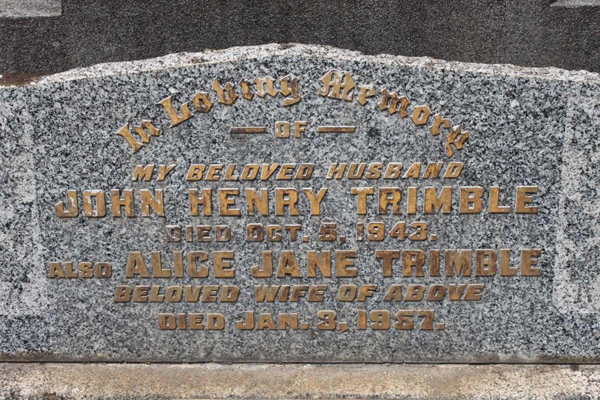 In Loving Memory
— OF —
MY BELOVED HUSBAND
JOHN HENRY TRIMBLE
DIED OCT. 5, 1943.
ALSO ALICE JANE TRIMBLE
BELOVED WIFE OF ABOVE
DIED JAN. 3, 1957.